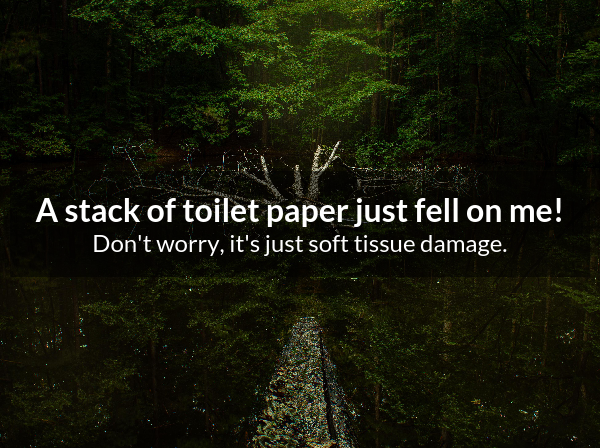 A stack of toilet paper just fell on me!
Don't worry, it's just soft tissue damage.